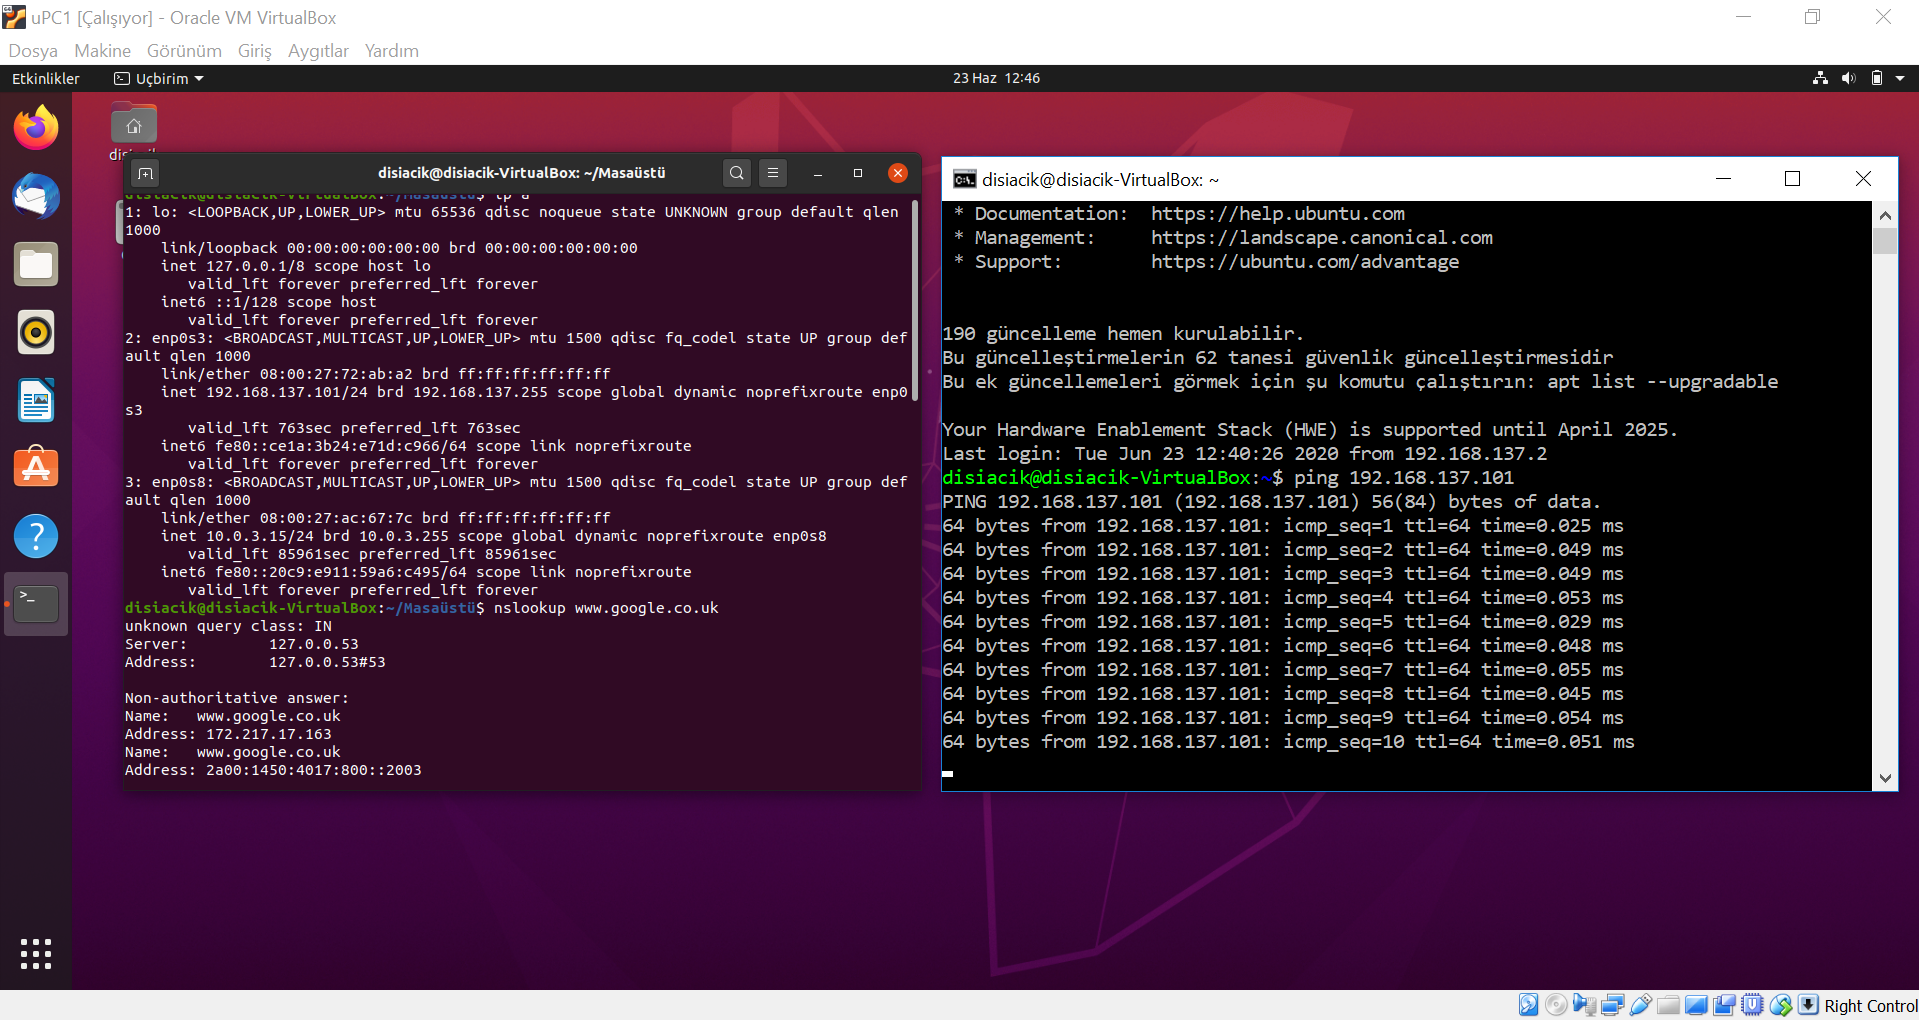 uPC1 [Çalışıyor] - Oracle VM VirtualBox
Dosya Makine Görünüm Giriş Aygıtlar Yardım
Etkinlikler Uçbirim 23 Haz 12:46
disiacik@disiacik-VirtualBox: ~/Masaüstü
disiacik@disiacik-VirtualBox:~/Masaüstü$ ip a
1: lo: <LOOPBACK,UP,LOWER_UP> mtu 65536 qdisc noqueue state UNKNOWN group default qlen
1000
link/loopback 00:00:00:00:00:00 brd 00:00:00:00:00:00
inet 127.0.0.1/8 scope host lo
valid_lft forever preferred_lft forever
inet6 ::1/128 scope host
valid_lft forever preferred_lft forever
2: enp0s3: <BROADCAST,MULTICAST,UP,LOWER_UP> mtu 1500 qdisc fq_codel state UP group def
ault qlen 1000
link/ether 08:00:27:72:ab:a2 brd ff:ff:ff:ff:ff:ff
inet 192.168.137.101/24 brd 192.168.137.255 scope global dynamic noprefixroute enp0
s3
valid_lft 763sec preferred_lft 763sec
inet6 fe80::ce1a:3b24:e71d:c966/64 scope link noprefixroute
valid_lft forever preferred_lft forever
3: enp0s8: <BROADCAST,MULTICAST,UP,LOWER_UP> mtu 1500 qdisc fq_codel state UP group def
ault qlen 1000
link/ether 08:00:27:ac:67:7c brd ff:ff:ff:ff:ff:ff
inet 10.0.3.15/24 brd 10.0.3.255 scope global dynamic noprefixroute enp0s8
valid_lft 85961sec preferred_lft 85961sec
inet6 fe80::20c9:e911:59a6:c495/64 scope link noprefixroute
valid_lft forever preferred_lft forever
disiacik@disiacik-VirtualBox:~/Masaüstü$ nslookup www.google.co.uk
unknown query class: IN
Server: 127.0.0.53
Address: 127.0.0.53#53
Non-authoritative answer:
Name: www.google.co.uk
Address: 172.217.17.163
Name: www.google.co.uk
Address: 2a00:1450:4017:800::2003
disiacik@disiacik-VirtualBox: ~
* Documentation: https://help.ubuntu.com
* Management: https://landscape.canonical.com
* Support: https://ubuntu.com/advantage
190 güncelleme hemen kurulabilir.
Bu güncelleştirmelerin 62 tanesi güvenlik güncelleştirmesidir
Bu ek güncellemeleri görmek için şu komutu çalıştırın: apt list --upgradable
Your Hardware Enablement Stack (HWE) is supported until April 2025.
Last login: Tue Jun 23 12:40:26 2020 from 192.168.137.2
disiacik@disiacik-VirtualBox:~$ ping 192.168.137.101
PING 192.168.137.101 (192.168.137.101) 56(84) bytes of data.
64 bytes from 192.168.137.101: icmp_seq=1 ttl=64 time=0.025 ms
64 bytes from 192.168.137.101: icmp_seq=2 ttl=64 time=0.049 ms
64 bytes from 192.168.137.101: icmp_seq=3 ttl=64 time=0.049 ms
64 bytes from 192.168.137.101: icmp_seq=4 ttl=64 time=0.053 ms
64 bytes from 192.168.137.101: icmp_seq=5 ttl=64 time=0.029 ms
64 bytes from 192.168.137.101: icmp_seq=6 ttl=64 time=0.048 ms
64 bytes from 192.168.137.101: icmp_seq=7 ttl=64 time=0.055 ms
64 bytes from 192.168.137.101: icmp_seq=8 ttl=64 time=0.045 ms
64 bytes from 192.168.137.101: icmp_seq=9 ttl=64 time=0.054 ms
64 bytes from 192.168.137.101: icmp_seq=10 ttl=64 time=0.051 ms
Right Control